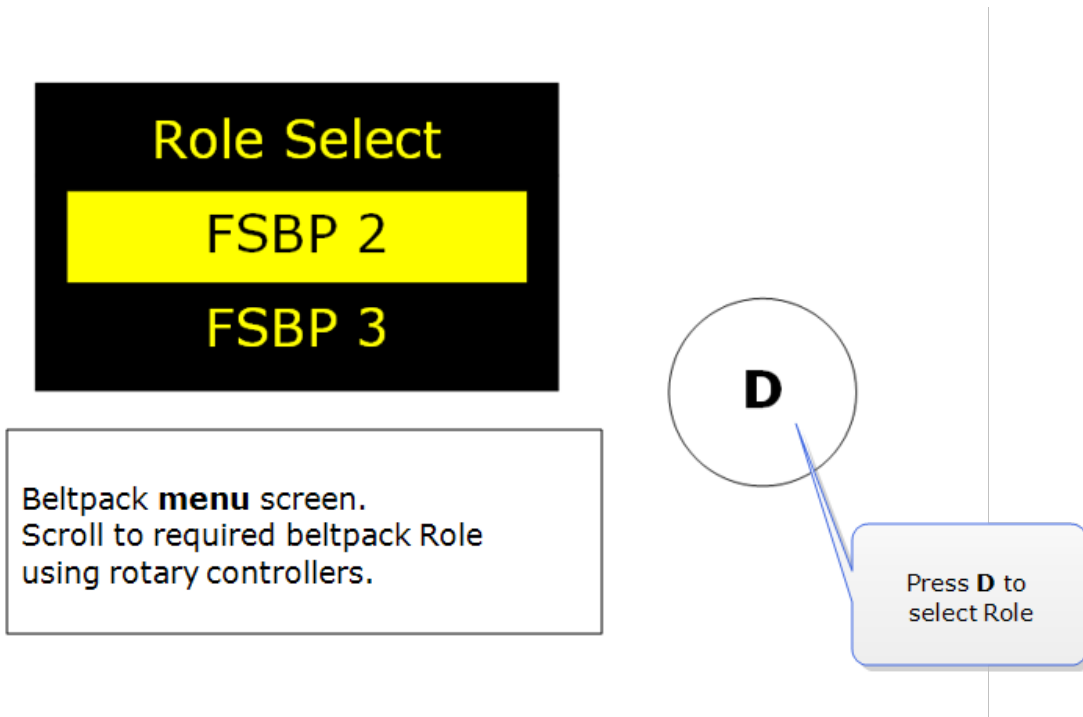 Role Select
FSBP 2
FSBP 3
D
Beltpack menu screen.
Scroll to required beltpack Role
using rotary controllers.
Press D to
select Role